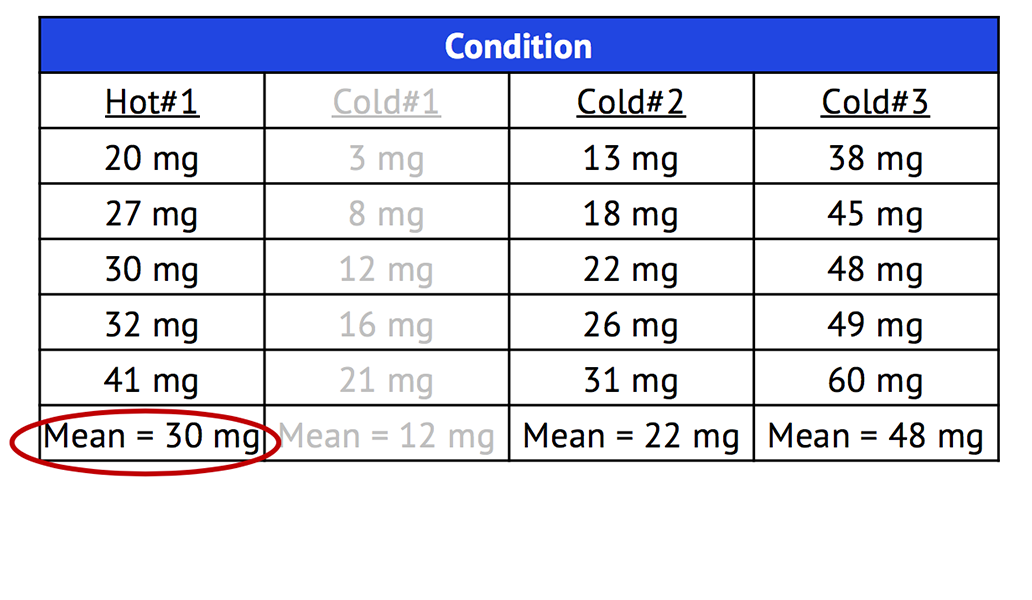 Condition
Hot#1 Cold#1 Cold#2 Cold#3
20 mg 3 mg 13 mg 38 mg
27 mg 8 mg 18 mg 45 mg
30 mg 12 mg 22 mg 48 mg
32 mg 16 mg 26 mg 49 mg
41 mg 21 mg 31 mg 60 mg
Mean = 30 mg Mean = 12 mg Mean = 22 mg Mean = 48 mg